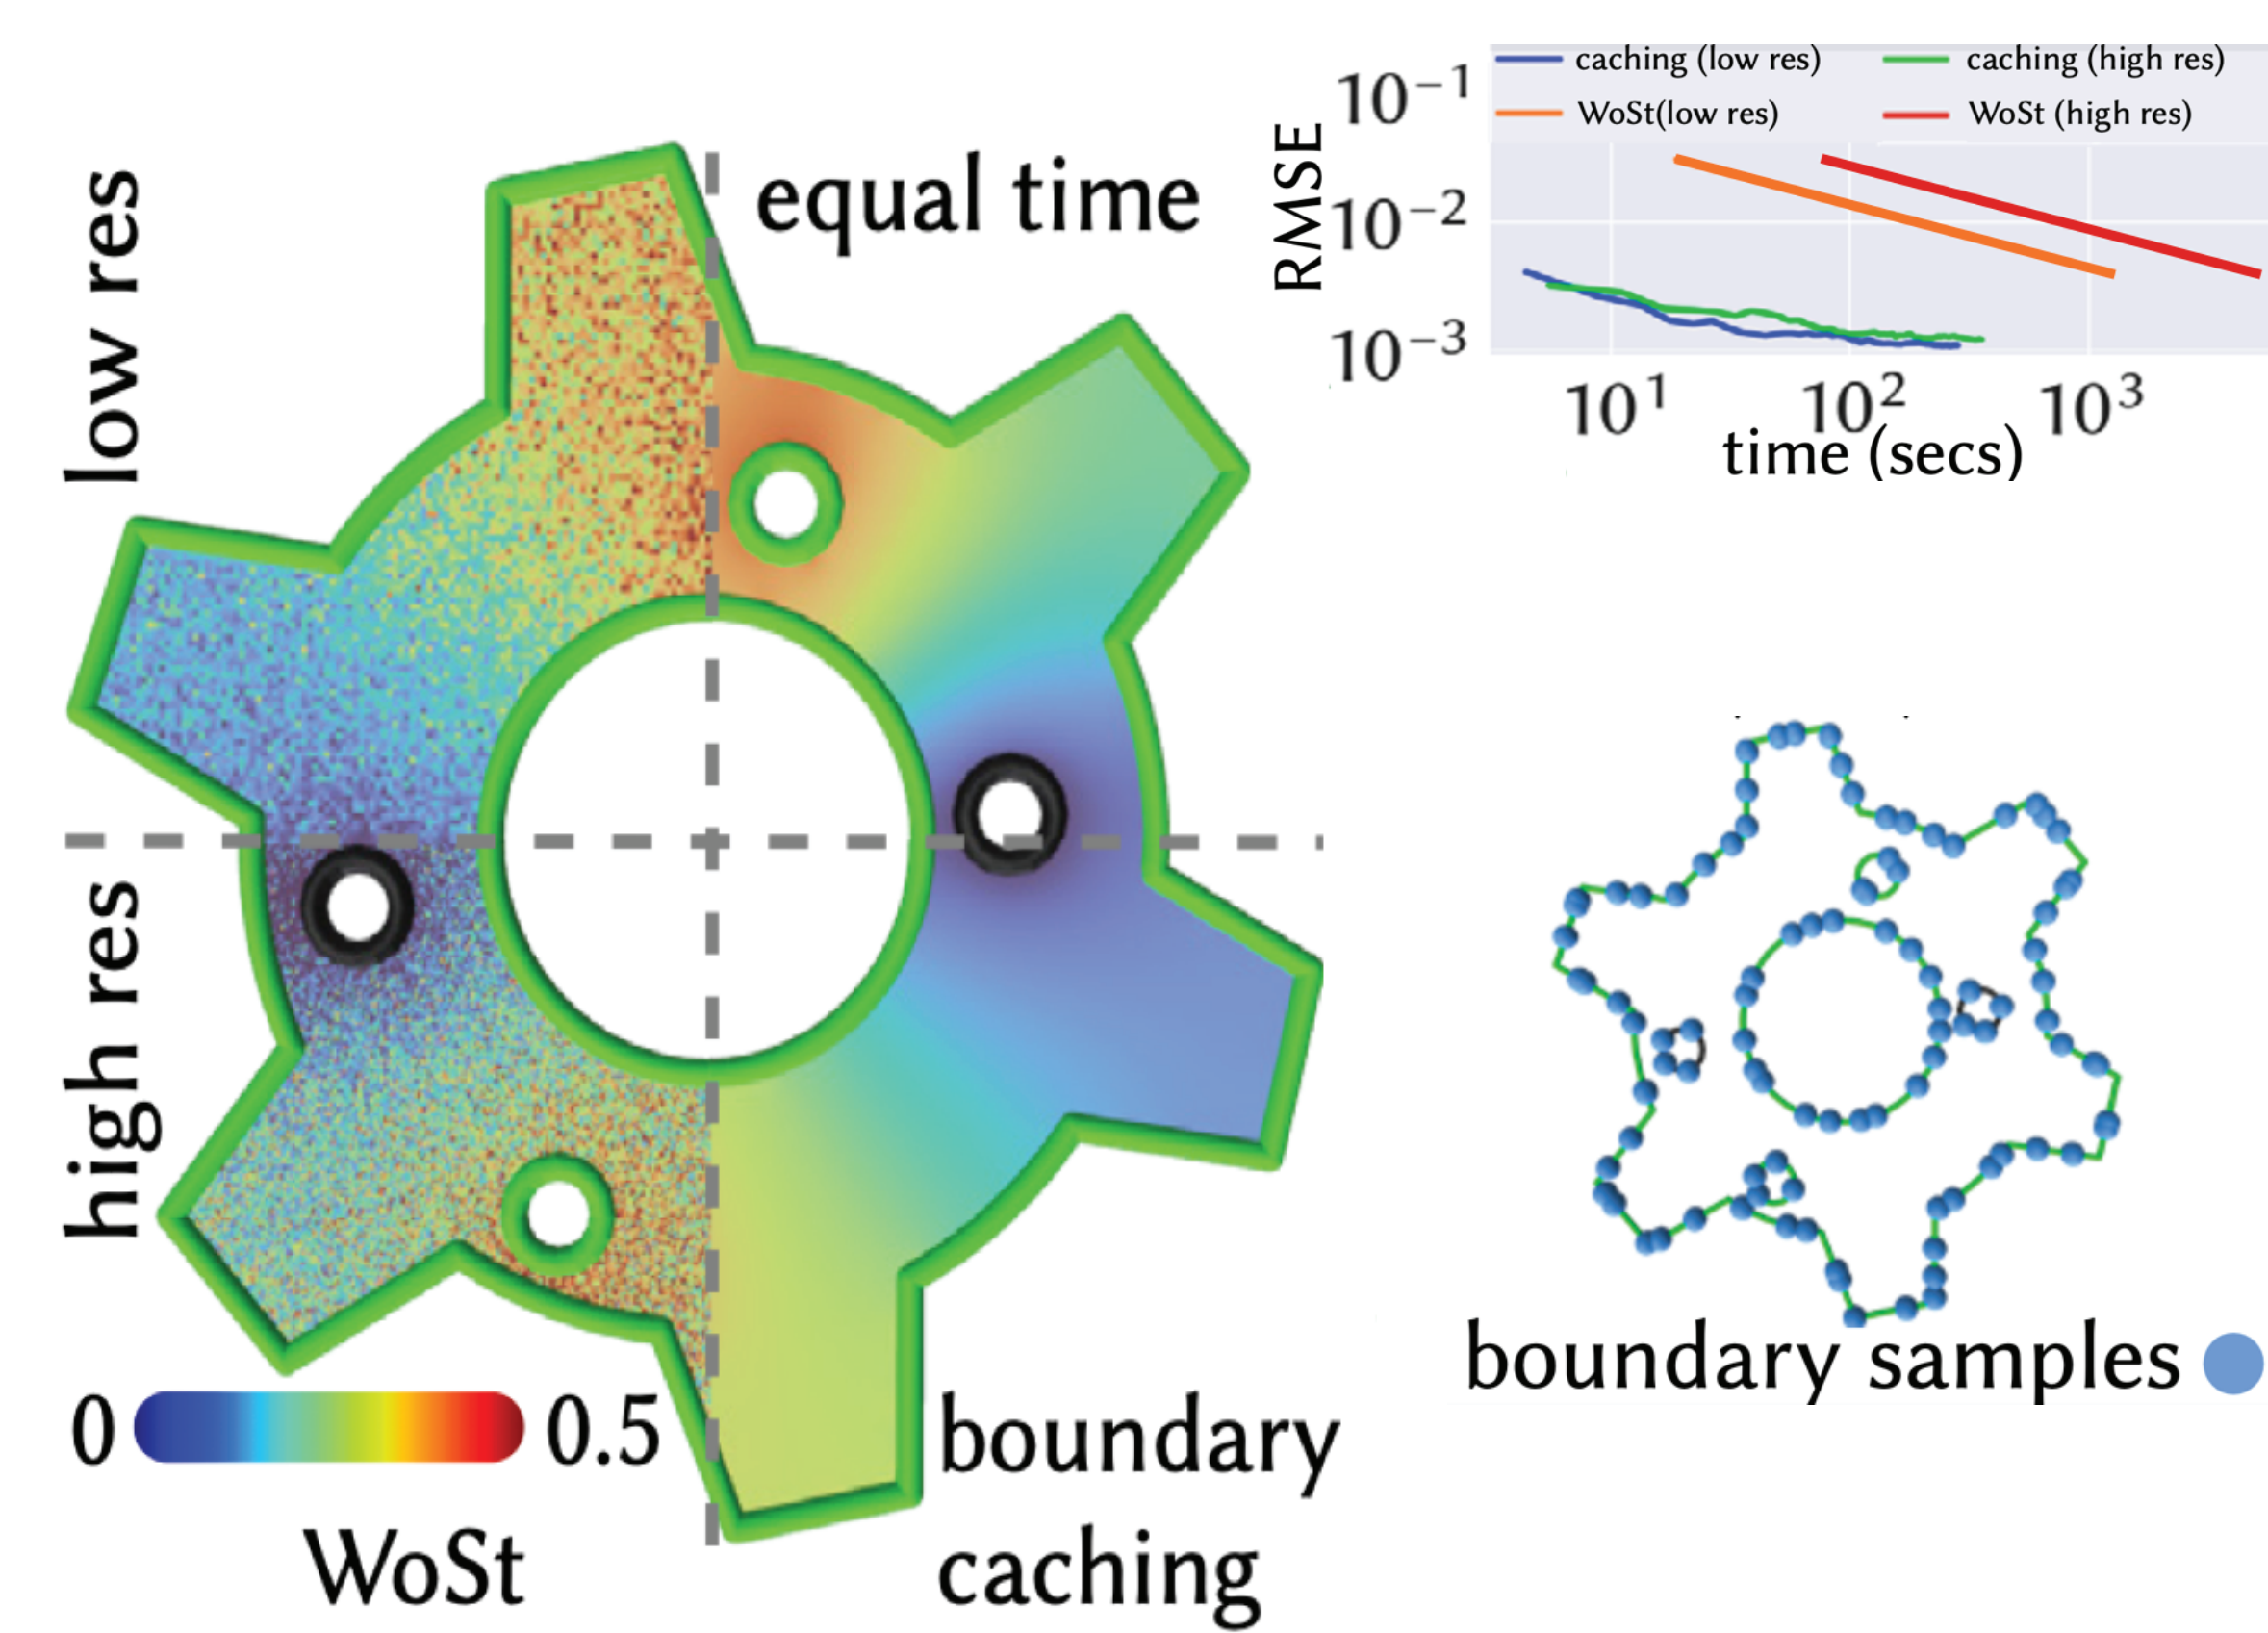 low res
equal time
high res
0
0.5
WoSt
boundary
caching
caching (low res)
caching (high res)
WoSt(low res)
WoSt (high res)
RMSE
10⁻¹
10⁻²
10⁻³
10¹ 10² 10³
time (secs)
boundary samples